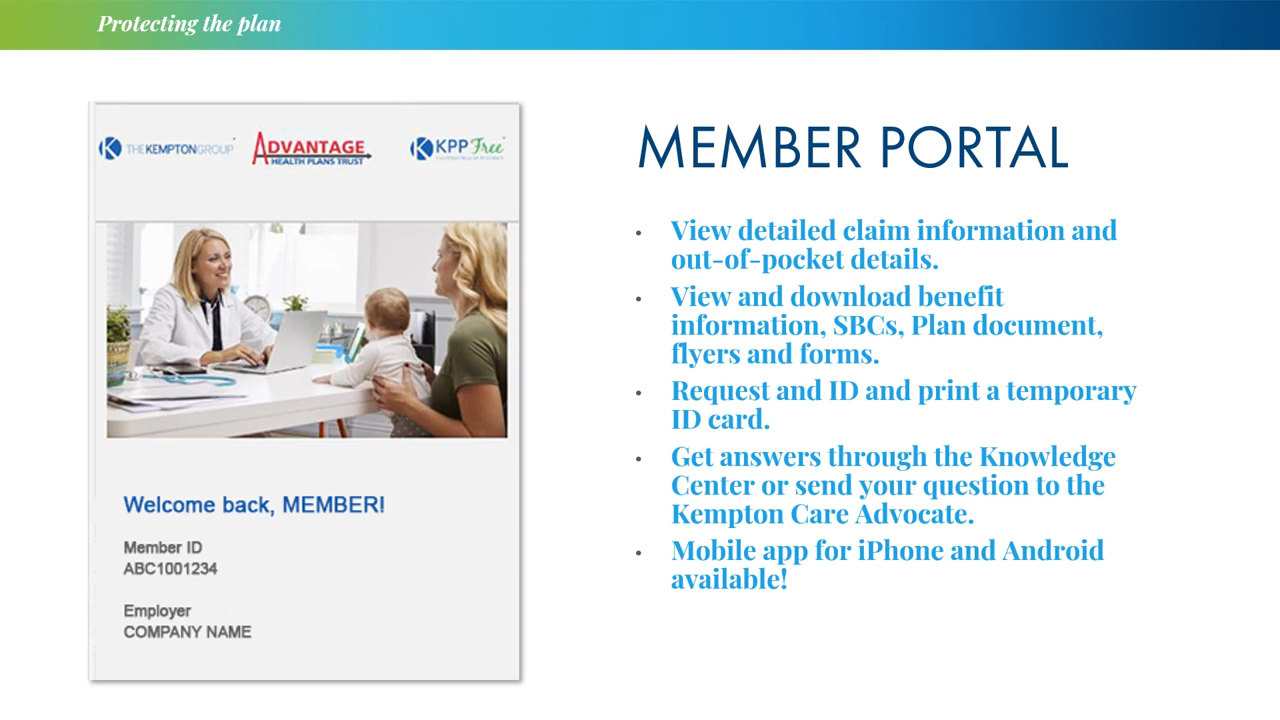 Protecting the plan
THE KEMPTON GROUP
ADVANTAGE
HEALTH PLANS TRUST
KPP Free
MEMBER PORTAL
• View detailed claim information and
out-of-pocket details.
• View and download benefit
information, SBCs, Plan document,
flyers and forms.
• Request and ID and print a temporary
ID card.
• Get answers through the Knowledge
Center or send your question to the
Kempton Care Advocate.
• Mobile app for iPhone and Android
available!
Welcome back, MEMBER!
Member ID
ABC1001234
Employer
COMPANY NAME